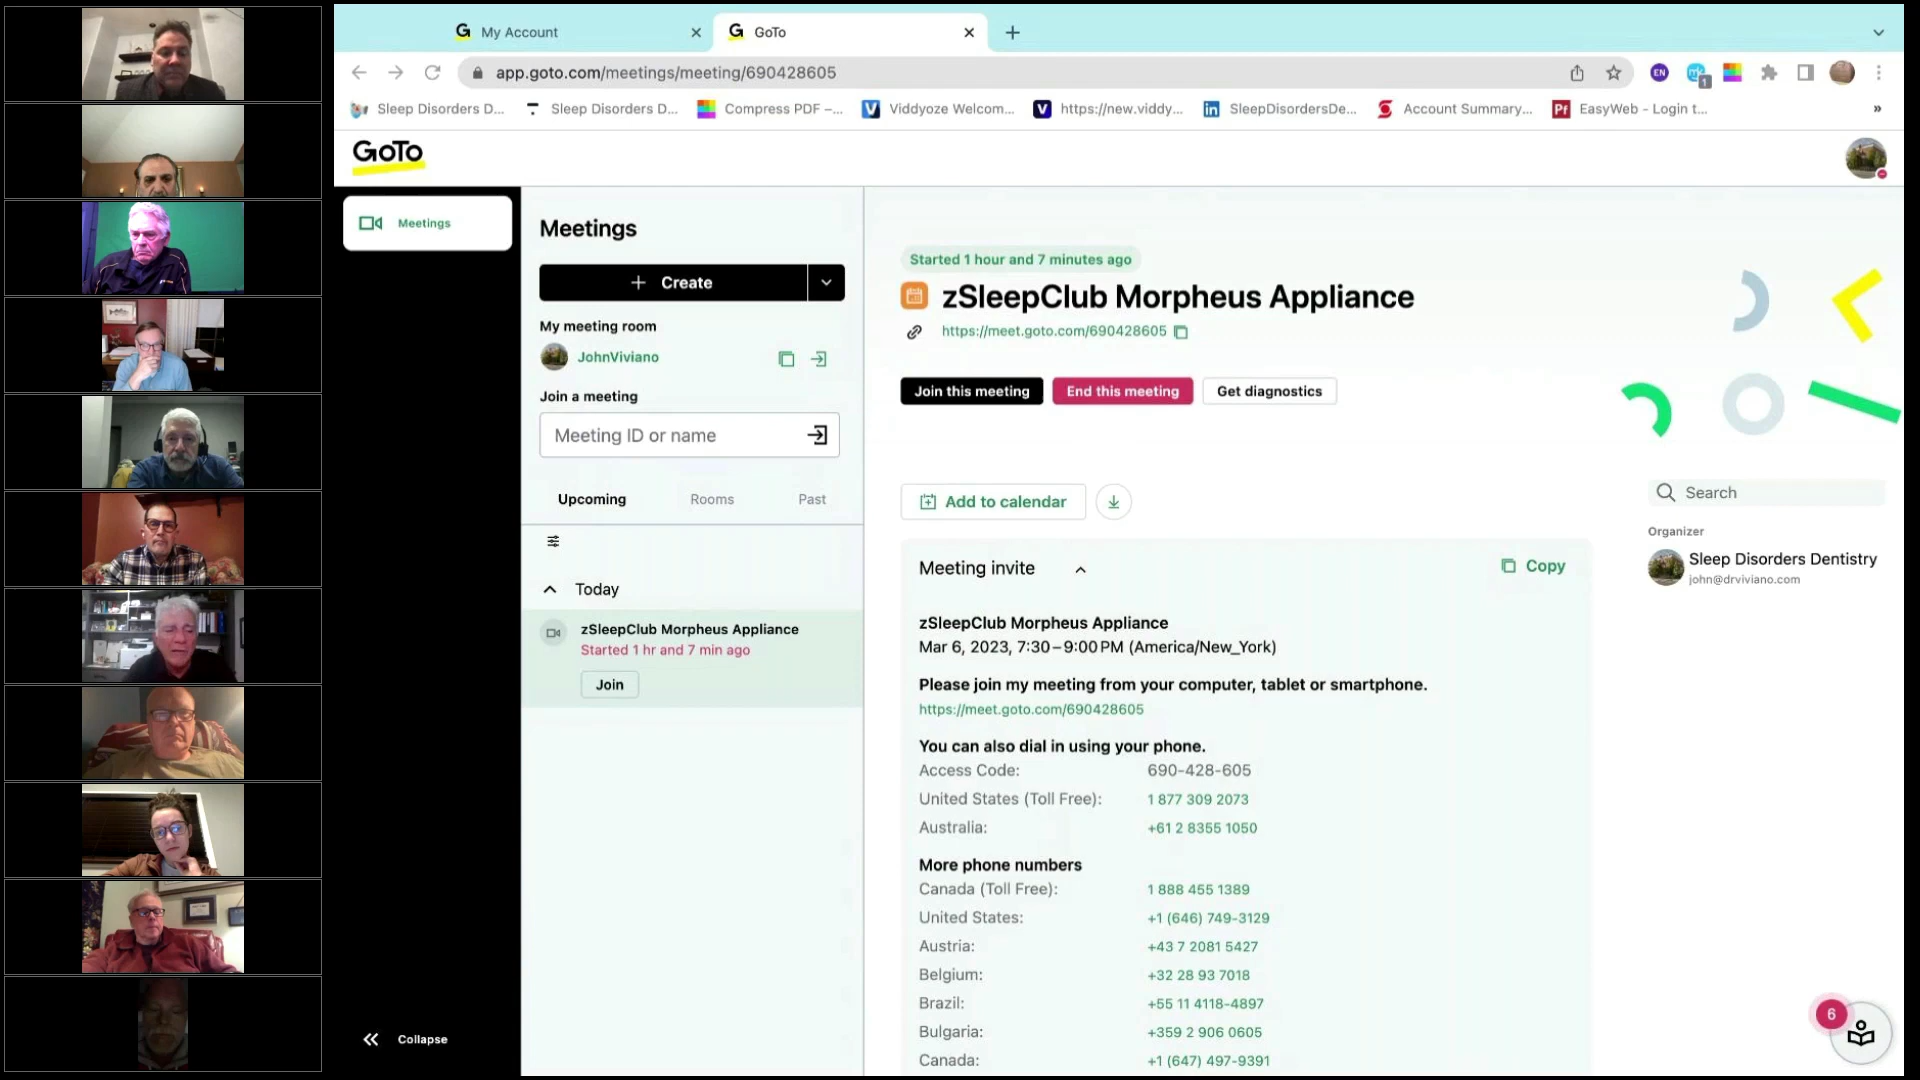 My Account
GoTo
app.goto.com/meetings/meeting/690428605
EN
1
Sleep Disorders D...
Sleep Disorders D...
Compress PDF –...
Viddyoze Welcom...
https://new.viddy...
SleepDisordersDe...
Account Summary...
EasyWeb - Login t...
GoTo
Meetings
Meetings
Create
My meeting room
JohnViviano
Join a meeting
Meeting ID or name
Upcoming
Rooms
Past
Today
zSleepClub Morpheus Appliance
Started 1 hr and 7 min ago
Join
Collapse
Started 1 hour and 7 minutes ago
zSleepClub Morpheus Appliance
https://meet.goto.com/690428605
Join this meeting
End this meeting
Get diagnostics
Add to calendar
Meeting invite
Copy
zSleepClub Morpheus Appliance
Mar 6, 2023, 7:30 – 9:00 PM (America/New_York)
Please join my meeting from your computer, tablet or smartphone.
https://meet.goto.com/690428605
You can also dial in using your phone.
Access Code: 690-428-605
United States (Toll Free): 1 877 309 2073
Australia: +61 2 8355 1050
More phone numbers
Canada (Toll Free): 1 888 455 1389
United States: +1 (646) 749-3129
Austria: +43 7 2081 5427
Belgium: +32 28 93 7018
Brazil: +55 11 4118-4897
Bulgaria: +359 2 906 0605
Canada: +1 (647) 497-9391
Search
Organizer
Sleep Disorders Dentistry
john@drviviano.com
6